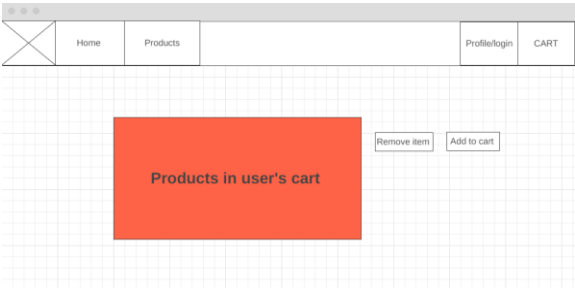 Home
Products
Profile/login
CART
Remove item
Add to cart
Products in user's cart